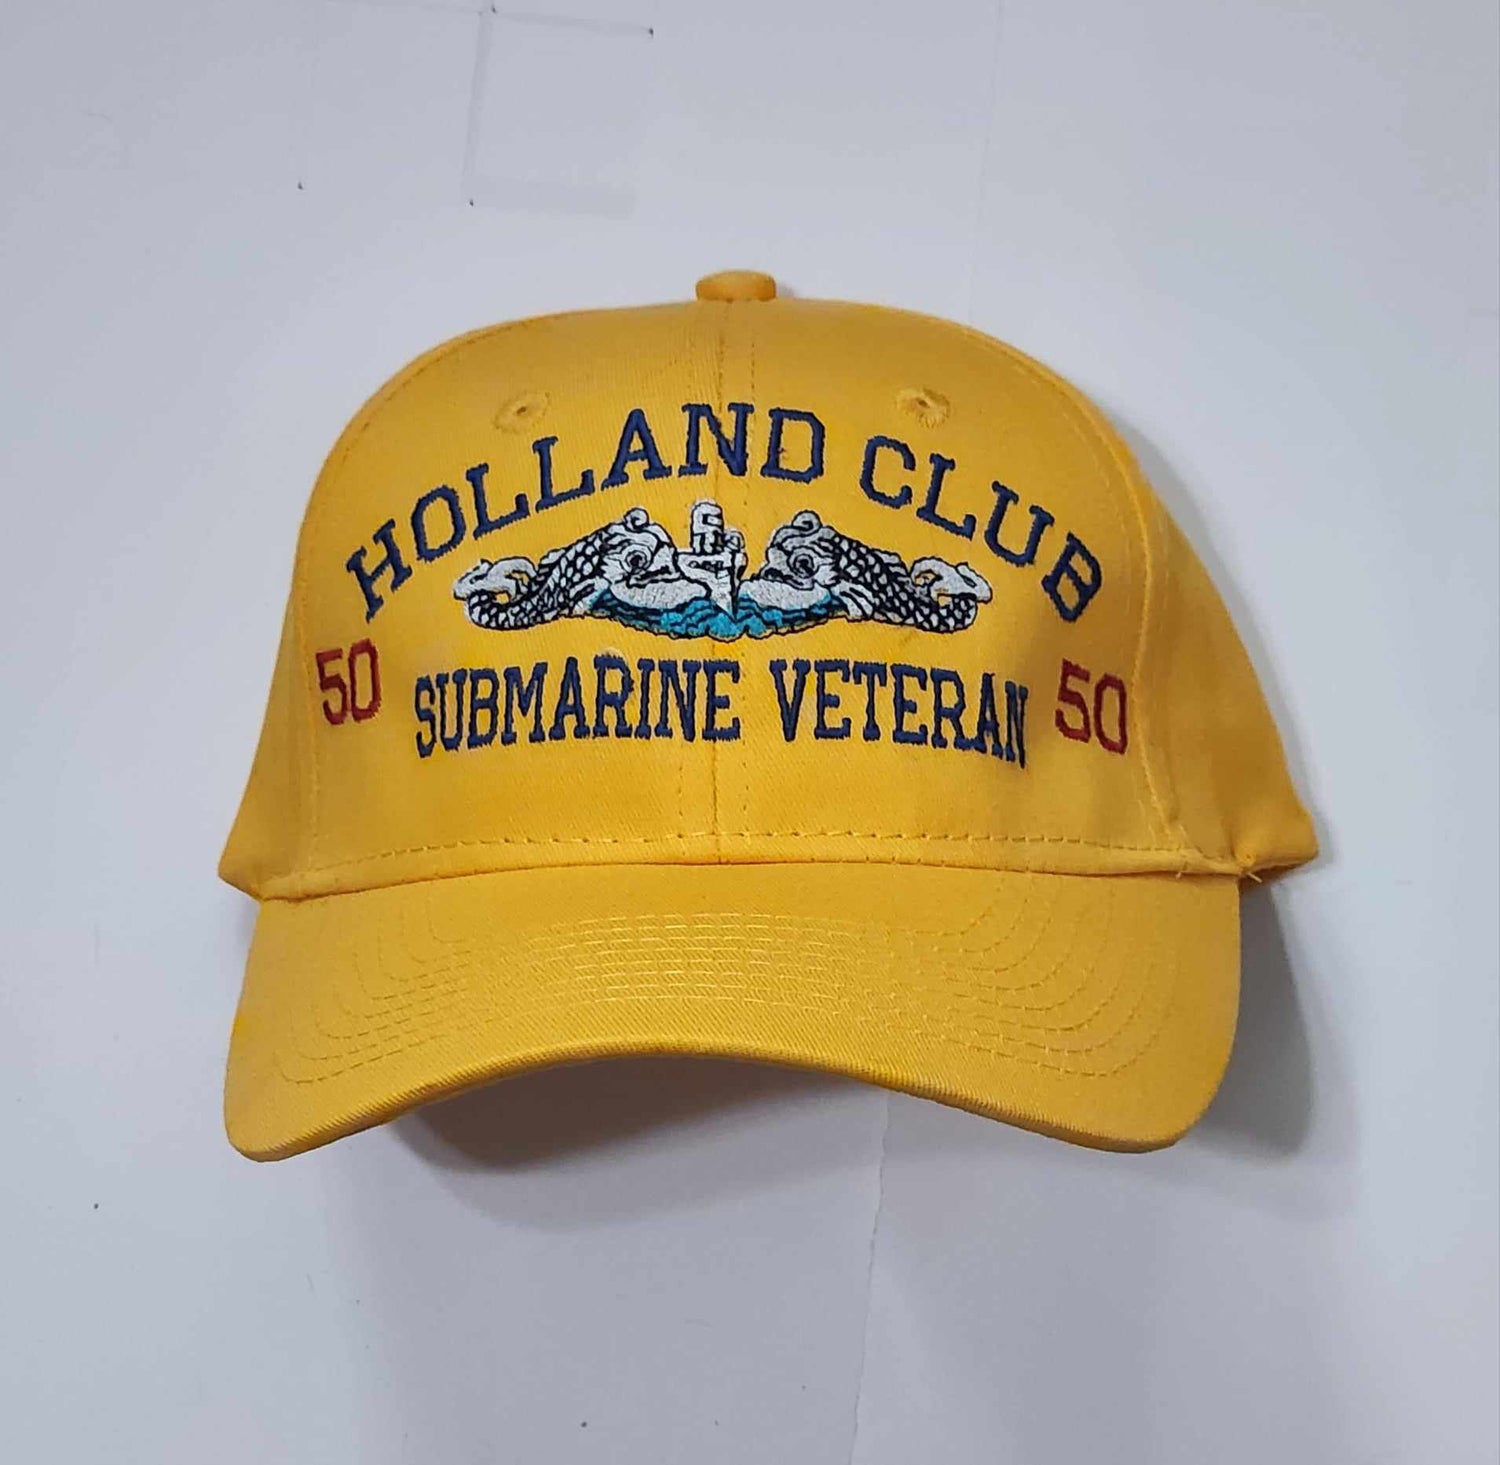 HOLLAND CLUB
50 SUBMARINE VETERAN 50